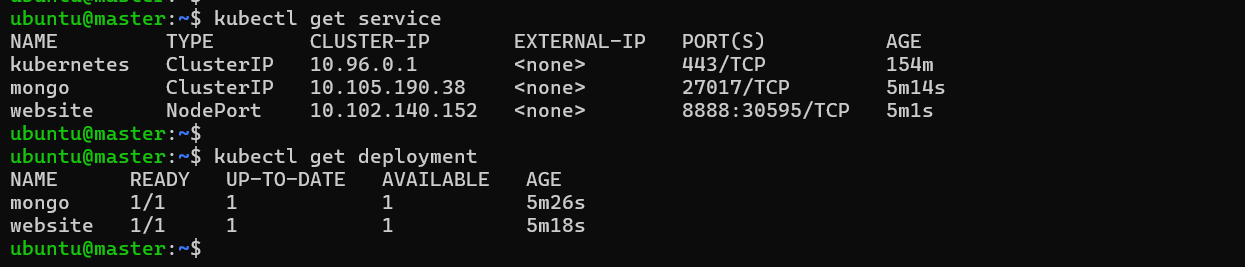 ubuntu@master:~$ kubectl get service
NAME         TYPE        CLUSTER-IP       EXTERNAL-IP   PORT(S)          AGE
kubernetes   ClusterIP   10.96.0.1        <none>        443/TCP          154m
mongo        ClusterIP   10.105.190.38    <none>        27017/TCP        5m14s
website      NodePort    10.102.140.152   <none>        8888:30595/TCP   5m1s
ubuntu@master:~$
ubuntu@master:~$ kubectl get deployment
NAME      READY   UP-TO-DATE   AVAILABLE   AGE
mongo     1/1     1            1           5m26s
website   1/1     1            1           5m18s
ubuntu@master:~$